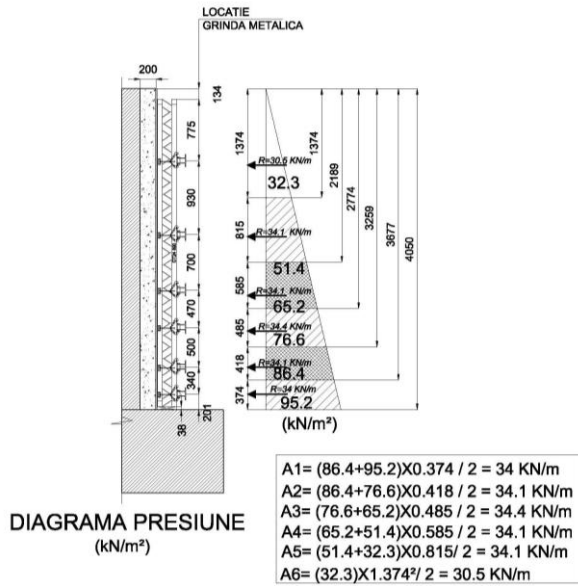 LOCATIE
GRINDA METALICA
200
134
775
930
700
470
500
340
201
38
1374
815
585
485
418
374
1374
2189
2774
3259
3677
4050
R=30.5 KN/m
32.3
R=34.1 KN/m
51.4
R=34.1 KN/m
65.2
R=34.4 KN/m
76.6
R=34.1 KN/m
86.4
R=34 KN/m
95.2
(kN/m²)
DIAGRAMA PRESIUNE
(kN/m²)
A1= (86.4+95.2)X0.374 / 2 = 34 KN/m
A2= (86.4+76.6)X0.418 / 2 = 34.1 KN/m
A3= (76.6+65.2)X0.485 / 2 = 34.4 KN/m
A4= (65.2+51.4)X0.585 / 2 = 34.1 KN/m
A5= (51.4+32.3)X0.815/ 2 = 34.1 KN/m
A6= (32.3)X1.374²/ 2 = 30.5 KN/m